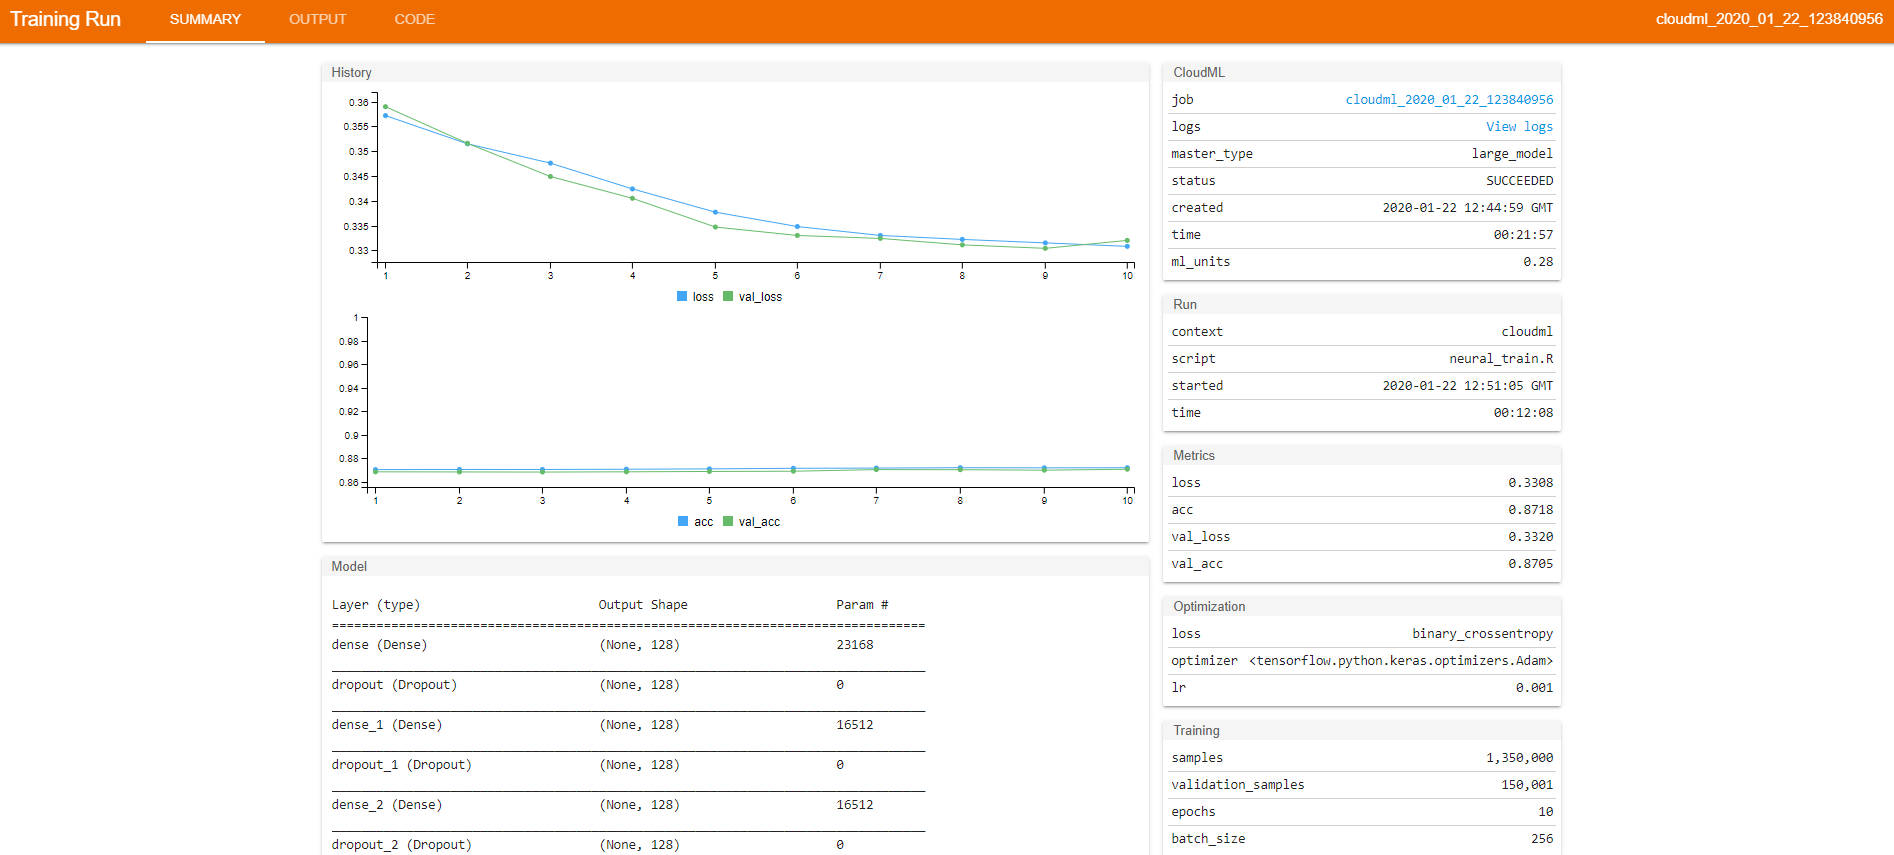 Training Run SUMMARY OUTPUT CODE cloudml_2020_01_22_123840956
History
0.36
0.355
0.35
0.345
0.34
0.335
0.33
1 2 3 4 5 6 7 8 9 10
loss val_loss
1
0.98
0.96
0.94
0.92
0.9
0.88
0.86
1 2 3 4 5 6 7 8 9 10
acc val_acc
Model
Layer (type) Output Shape Param #
================================================================================
dense (Dense) (None, 128) 23168
________________________________________________________________________________
dropout (Dropout) (None, 128) 0
________________________________________________________________________________
dense_1 (Dense) (None, 128) 16512
________________________________________________________________________________
dropout_1 (Dropout) (None, 128) 0
________________________________________________________________________________
dense_2 (Dense) (None, 128) 16512
________________________________________________________________________________
dropout_2 (Dropout) (None, 128) 0
CloudML
job cloudml_2020_01_22_123840956
logs View logs
master_type large_model
status SUCCEEDED
created 2020-01-22 12:44:59 GMT
time 00:21:57
ml_units 0.28
Run
context cloudml
script neural_train.R
started 2020-01-22 12:51:05 GMT
time 00:12:08
Metrics
loss 0.3308
acc 0.8718
val_loss 0.3320
val_acc 0.8705
Optimization
loss binary_crossentropy
optimizer <tensorflow.python.keras.optimizers.Adam>
lr 0.001
Training
samples 1,350,000
validation_samples 150,001
epochs 10
batch_size 256